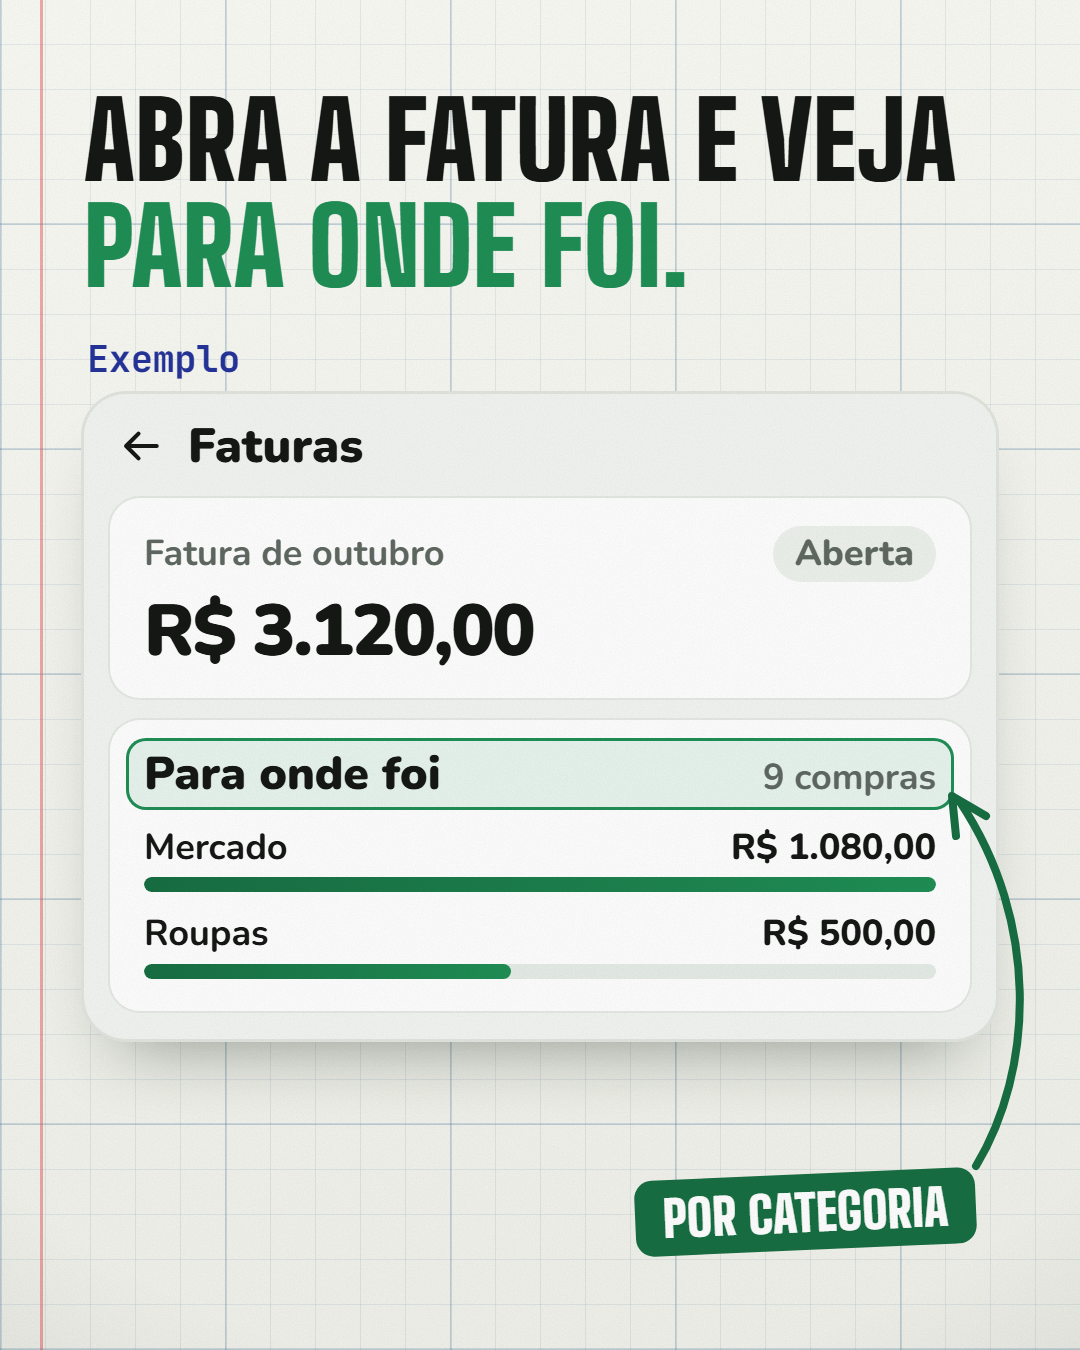 ABRA A FATURA E VEJA
PARA ONDE FOI.
Exemplo
Faturas
Fatura de outubro Aberta
R$ 3.120,00
Para onde foi 9 compras
Mercado R$ 1.080,00
Roupas R$ 500,00
POR CATEGORIA